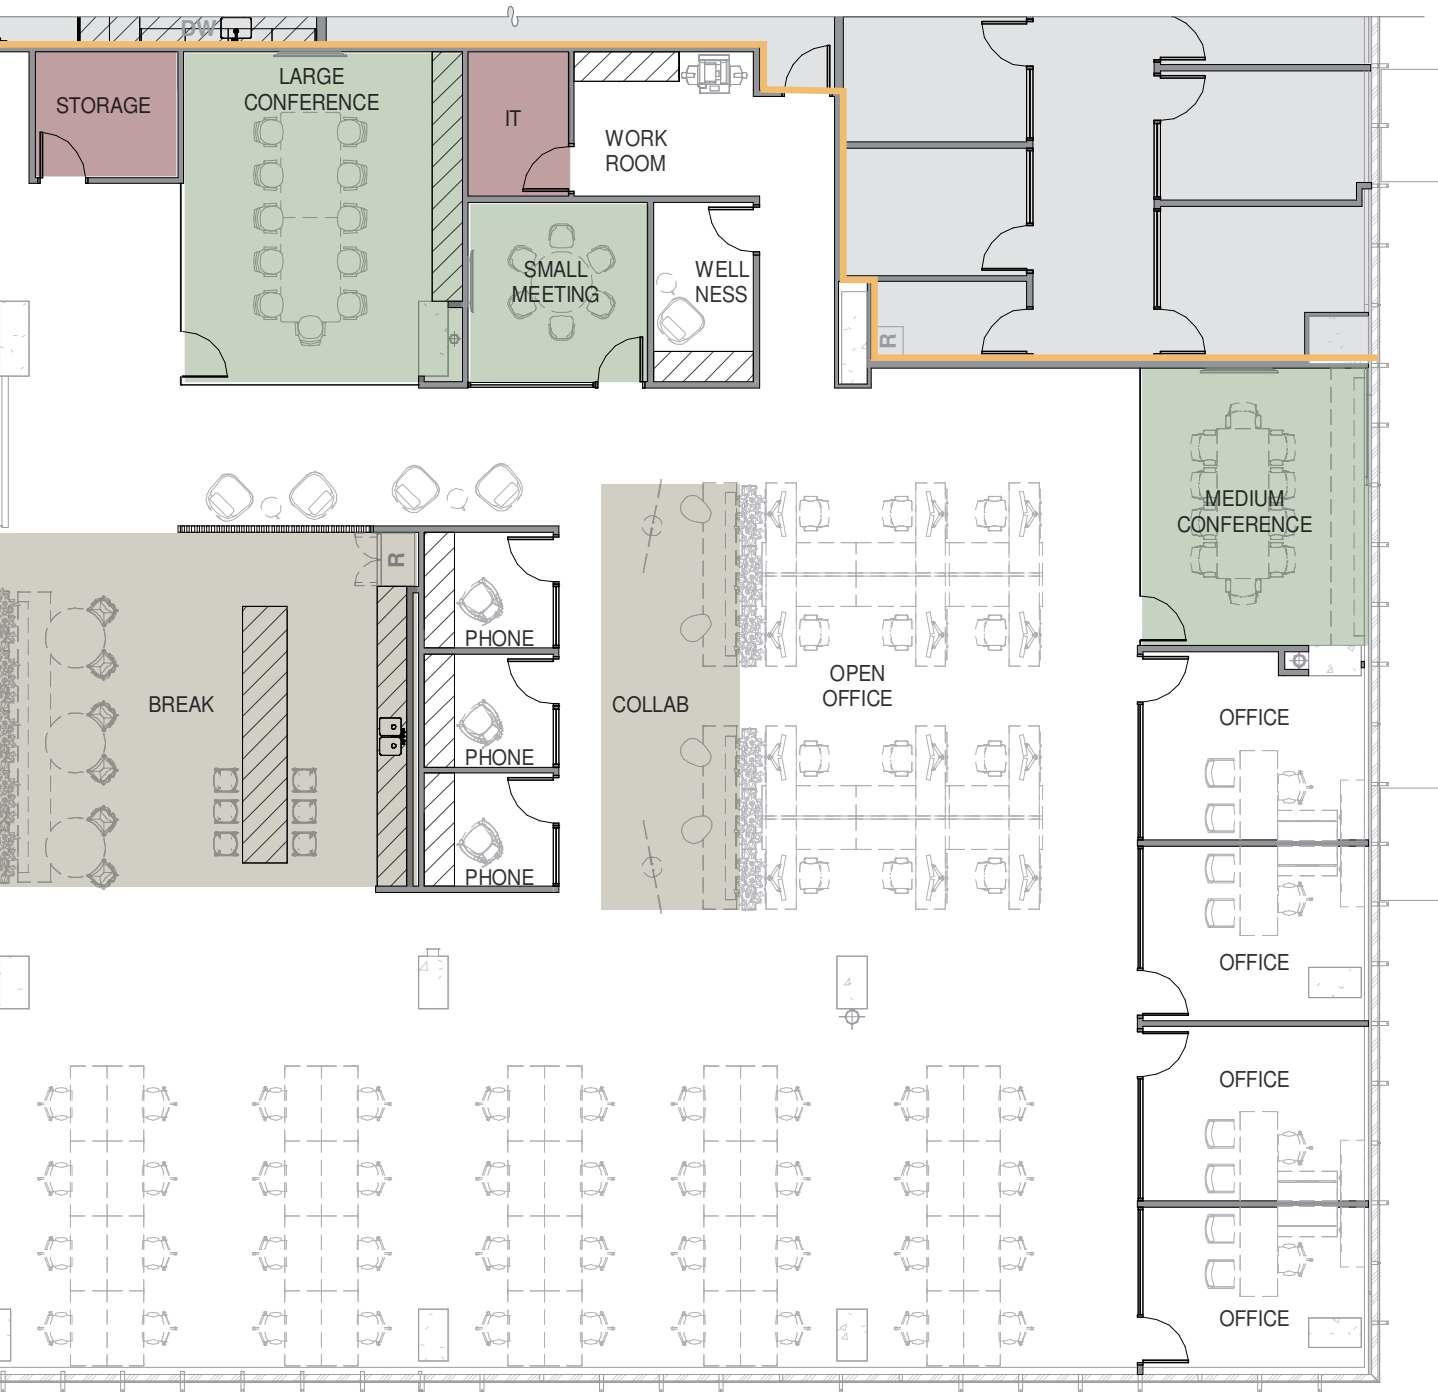 DW
STORAGE
LARGE
CONFERENCE
IT
WORK
ROOM
SMALL
MEETING
WELL
NESS
R
MEDIUM
CONFERENCE
R
PHONE
BREAK
COLLAB
OPEN
OFFICE
OFFICE
PHONE
PHONE
OFFICE
OFFICE
OFFICE